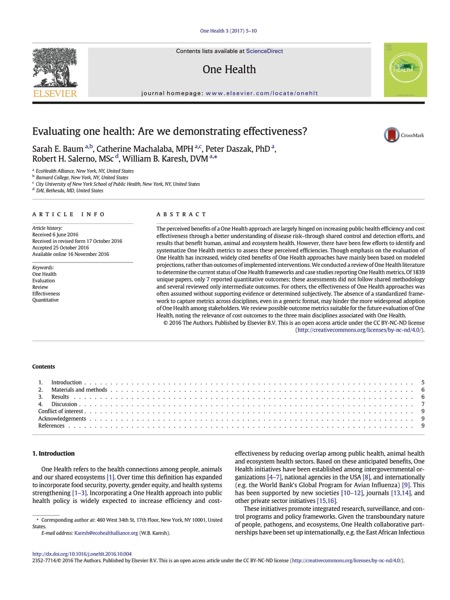 One Health 3 (2017) 5–10
Contents lists available at ScienceDirect
One Health
journal homepage: www.elsevier.com/locate/onehlt
ELSEVIER
CrossMark
Evaluating one health: Are we demonstrating effectiveness?
Sarah E. Baum a,b, Catherine Machalaba, MPH a,c, Peter Daszak, PhD a,
Robert H. Salerno, MSc d, William B. Karesh, DVM a,*
a EcoHealth Alliance, New York, NY, United States
b Barnard College, New York, NY, United States
c City University of New York School of Public Health, New York, NY, United States
d DAI, Bethesda, MD, United States
ARTICLE INFO
Article history:
Received 6 June 2016
Received in revised form 17 October 2016
Accepted 25 October 2016
Available online 16 November 2016
Keywords:
One Health
Evaluation
Review
Effectiveness
Quantitative
ABSTRACT
The perceived benefits of a One Health approach are largely hinged on increasing public health efficiency and cost
effectiveness through a better understanding of disease risk–through shared control and detection efforts, and
results that benefit human, animal and ecosystem health. However, there have been few efforts to identify and
systematize One Health metrics to assess these perceived efficiencies. Though emphasis on the evaluation of
One Health has increased, widely cited benefits of One Health approaches have mainly been based on modeled
projections, rather than outcomes of implemented interventions. We conducted a review of One Health literature
to determine the current status of One Health frameworks and case studies reporting One Health metrics. Of 1839
unique papers, only 7 reported quantitative outcomes; these assessments did not follow shared methodology
and several reviewed only intermediate outcomes. For others, the effectiveness of One Health approaches was
often assumed without supporting evidence or determined subjectively. The absence of a standardized frame-
work to capture metrics across disciplines, even in a generic format, may hinder the more widespread adoption
of One Health among stakeholders. We review possible outcome metrics suitable for the future evaluation of One
Health, noting the relevance of cost outcomes to the three main disciplines associated with One Health.
© 2016 The Authors. Published by Elsevier B.V. This is an open access article under the CC BY-NC-ND license
(http://creativecommons.org/licenses/by-nc-nd/4.0/).
Contents
1. Introduction . . . 5
2. Materials and methods . . . 6
3. Results . . . 6
4. Discussion . . . 7
Conflict of interest . . . 9
Acknowledgements . . . 9
References . . . 9
1. Introduction
One Health refers to the health connections among people, animals
and our shared ecosystems [1]. Over time this definition has expanded
to incorporate food security, poverty, gender equity, and health systems
strengthening [1–3]. Incorporating a One Health approach into public
health policy is widely expected to increase efficiency and cost-
effectiveness by reducing overlap among public health, animal health
and ecosystem health sectors. Based on these anticipated benefits, One
Health initiatives have been established among intergovernmental or-
ganizations [4–7], national agencies in the USA [8], and internationally
(e.g. the World Bank's Global Program for Avian Influenza) [9]. This
has been supported by new societies [10–12], journals [13,14], and
other private sector initiatives [15,16].
These initiatives promote integrated research, surveillance, and con-
trol programs and policy frameworks. Given the transboundary nature
of people, pathogens, and ecosystems, One Health collaborative part-
nerships have been set up internationally, e.g. the East African Infectious
* Corresponding author at: 460 West 34th St, 17th Floor, New York, NY 10001, United
States.
E-mail address: Karesh@ecohealthalliance.org (W.B. Karesh).
http://dx.doi.org/10.1016/j.onehlt.2016.10.004
2352-7714/© 2016 The Authors. Published by Elsevier B.V. This is an open access article under the CC BY-NC-ND license (http://creativecommons.org/licenses/by-nc-nd/4.0/).